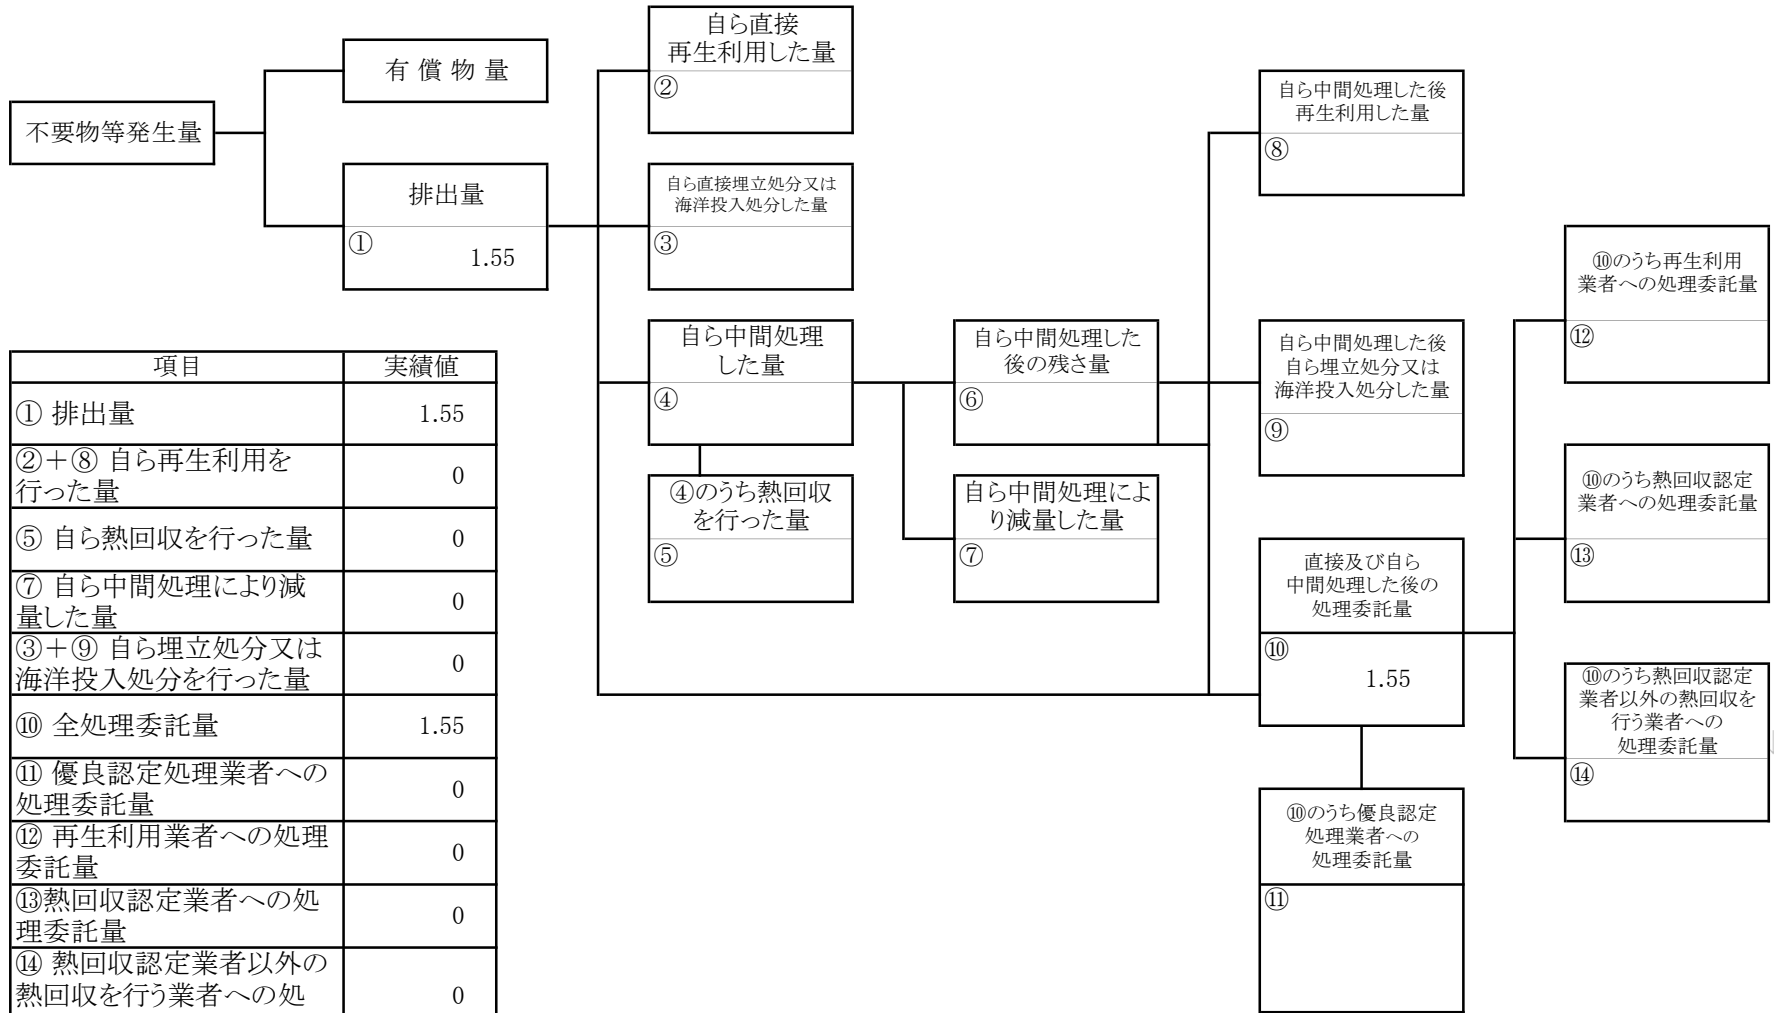 不要物等発生量
有償物量
排出量
①
1.55
自ら直接
再生利用した量
②
自ら直接埋立処分又は
海洋投入処分した量
③
自ら中間処理
した量
④
④のうち熱回収
を行った量
⑤
自ら中間処理した
後の残さ量
⑥
自ら中間処理によ
り減量した量
⑦
自ら中間処理した後
再生利用した量
⑧
自ら中間処理した後
自ら埋立処分又は
海洋投入処分した量
⑨
直接及び自ら
中間処理した後の
処理委託量
⑩
1.55
⑩のうち優良認定
処理業者への
処理委託量
⑪
⑩のうち再生利用
業者への処理委託量
⑫
⑩のうち熱回収認定
業者への処理委託量
⑬
⑩のうち熱回収認定
業者以外の熱回収を
行う業者への
処理委託量
⑭
項目 実績値
① 排出量 1.55
②+⑧ 自ら再生利用を
行った量 0
⑤ 自ら熱回収を行った量 0
⑦ 自ら中間処理により減
量した量 0
③+⑨ 自ら埋立処分又は
海洋投入処分を行った量 0
⑩ 全処理委託量 1.55
⑪ 優良認定処理業者への
処理委託量 0
⑫ 再生利用業者への処理
委託量 0
⑬熱回収認定業者への処
理委託量 0
⑭ 熱回収認定業者以外の
熱回収を行う業者への処 0